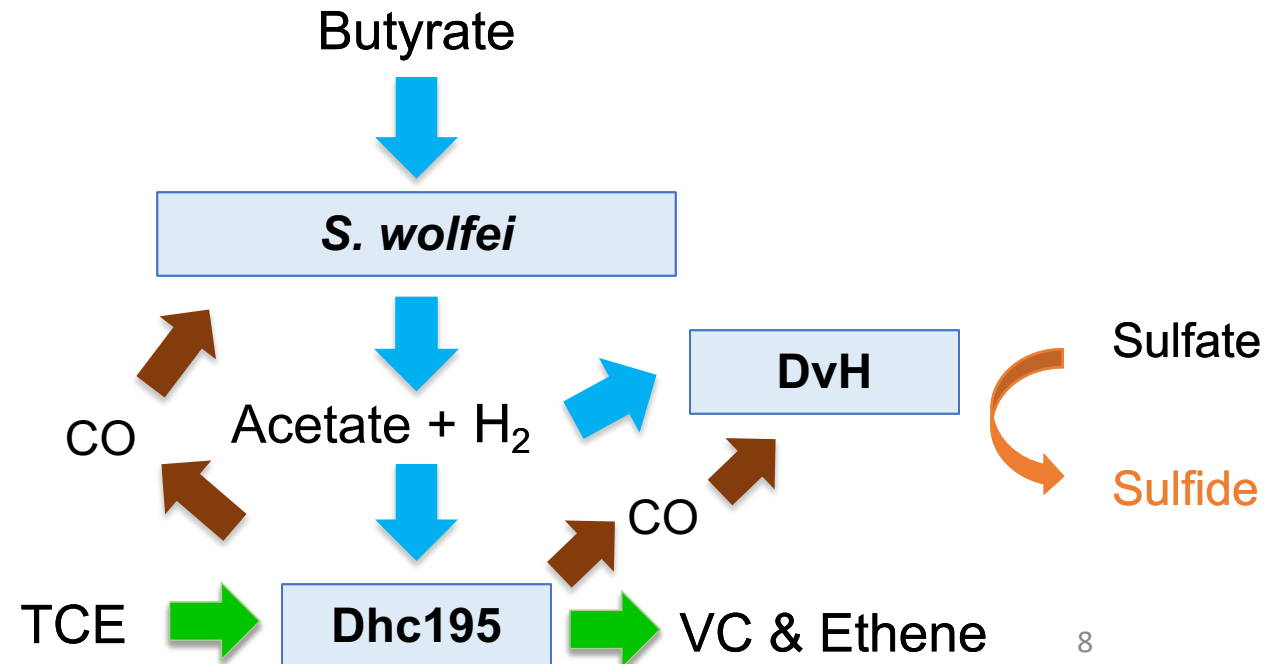 Butyrate
S. wolfei
DvH
Sulfate
CO
Acetate + H₂
Sulfide
CO
TCE
Dhc195
VC & Ethene
8